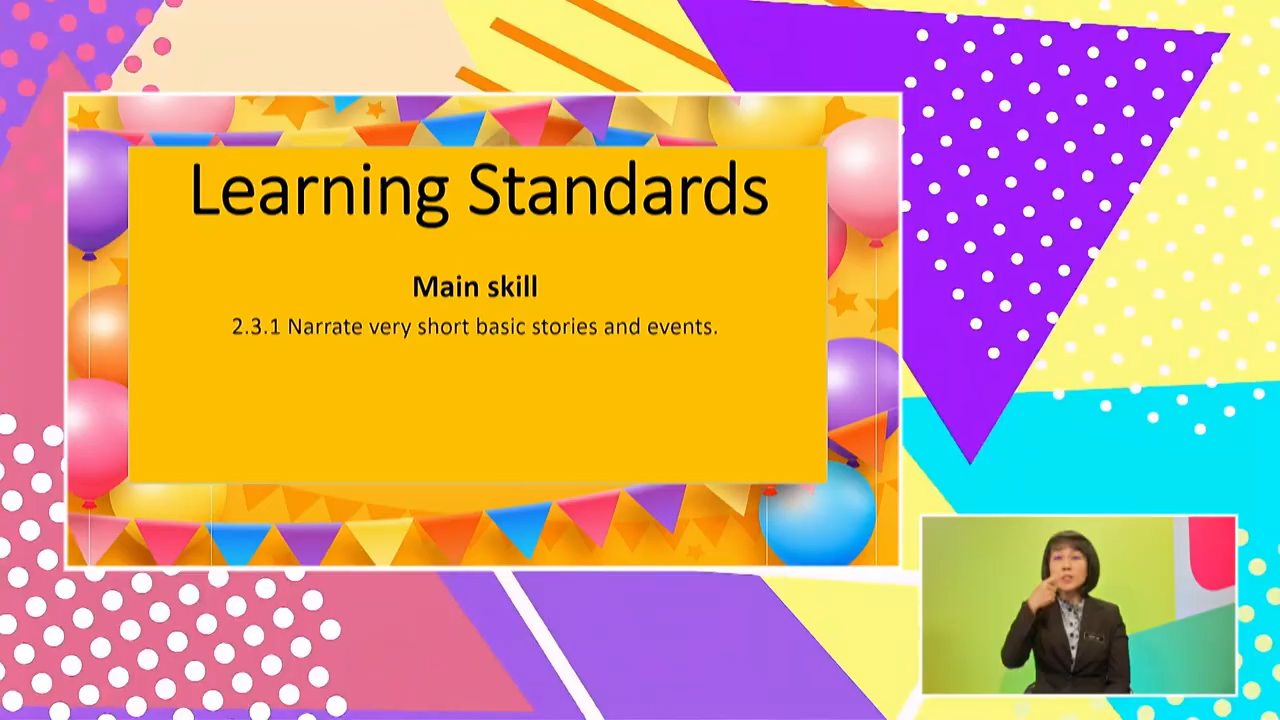 Learning Standards
Main skill
2.3.1 Narrate very short basic stories and events.